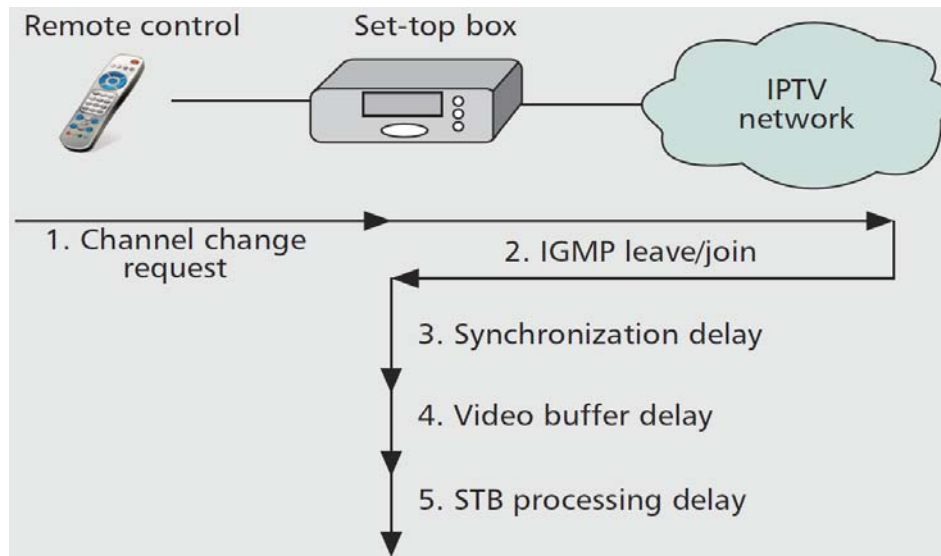 Remote control
Set-top box
IPTV
network
1. Channel change
request
2. IGMP leave/join
3. Synchronization delay
4. Video buffer delay
5. STB processing delay